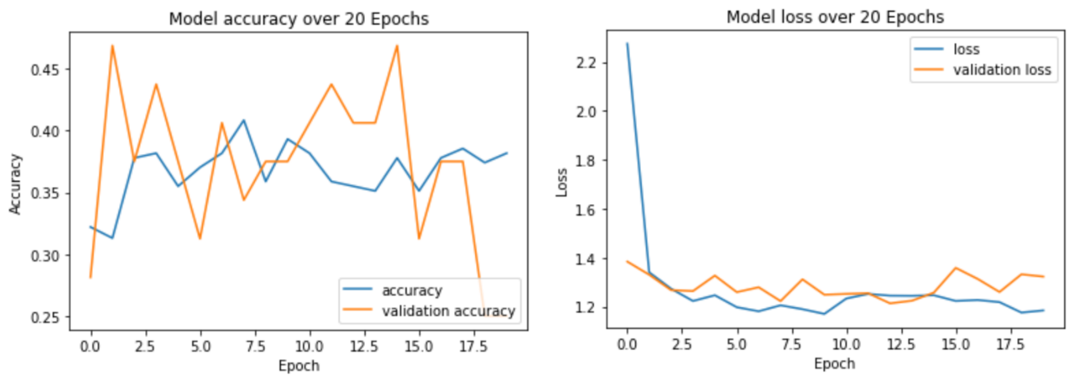 Model accuracy over 20 Epochs
Accuracy
0.45
0.40
0.35
0.30
0.25
accuracy
validation accuracy
0.0 2.5 5.0 7.5 10.0 12.5 15.0 17.5
Epoch
Model loss over 20 Epochs
Loss
2.2
2.0
1.8
1.6
1.4
1.2
loss
validation loss
0.0 2.5 5.0 7.5 10.0 12.5 15.0 17.5
Epoch